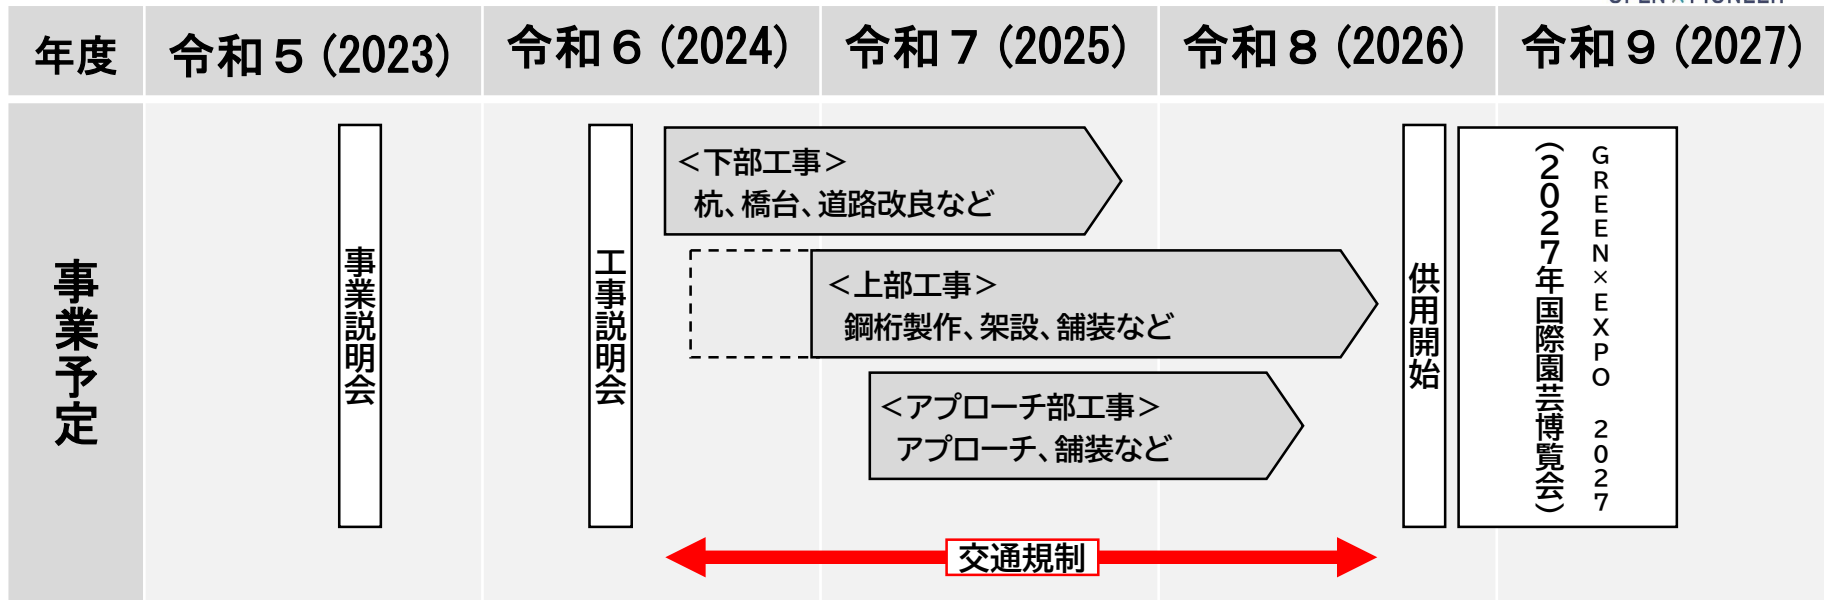 OPEN×PIONEER
年度
令和５(2023)
令和６(2024)
令和７(2025)
令和８(2026)
令和９(2027)
事業予定
事業説明会
工事説明会
＜下部工事＞
杭、橋台、道路改良など
＜上部工事＞
鋼桁製作、架設、舗装など
＜アプローチ部工事＞
アプローチ、舗装など
交通規制
供用開始
ＧＲＥＥＮ×ＥＸＰＯ　２０２７
（２０２７年国際園芸博覧会）